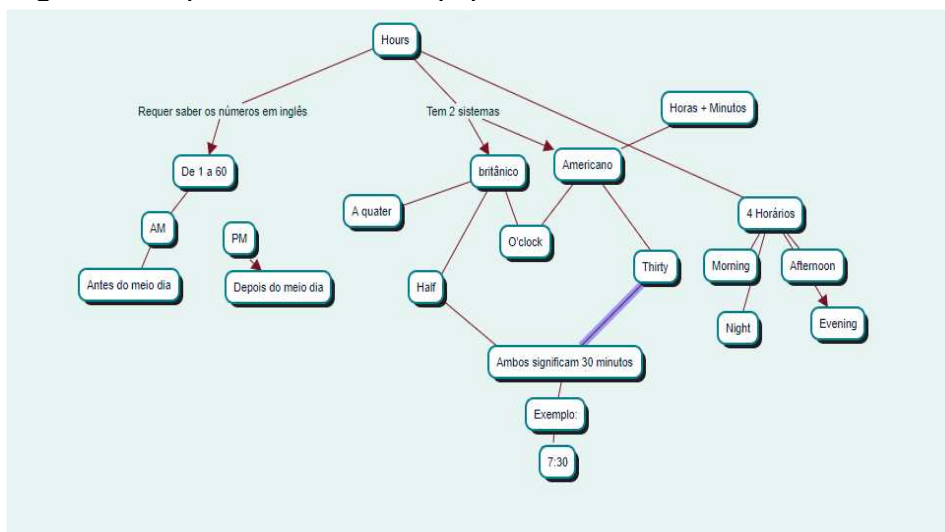 Hours
Requer saber os números em inglês
Tem 2 sistemas
Horas + Minutos
De 1 a 60
britânico
Americano
A quater
4 Horários
AM
PM
O'clock
Morning
Afternoon
Thirty
Antes do meio dia
Depois do meio dia
Half
Night
Evening
Ambos significam 30 minutos
Exemplo:
7:30